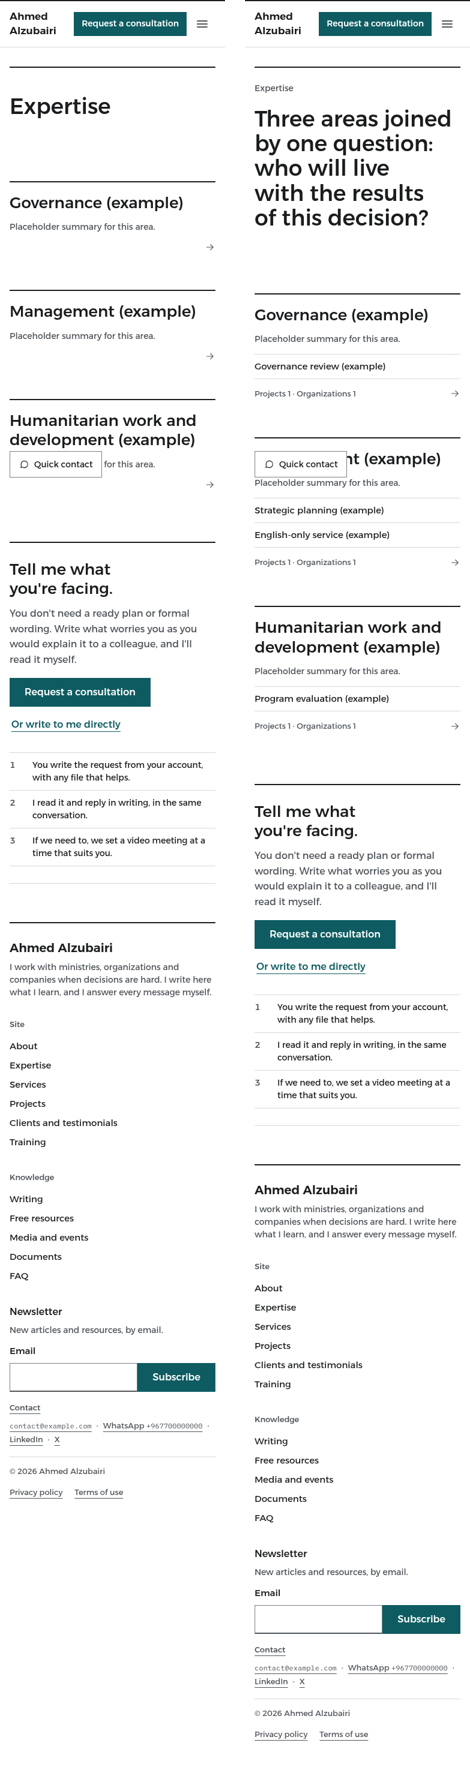 Ahmed
Alzubairi
Request a consultation
Expertise
Governance (example)
Placeholder summary for this area.
→
Management (example)
Placeholder summary for this area.
→
Humanitarian work and
development (example)
Quick contact
for this area.
→
Tell me what
you're facing.
You don't need a ready plan or formal
wording. Write what worries you as you
would explain it to a colleague, and I'll
read it myself.
Request a consultation
Or write to me directly
1 You write the request from your account,
with any file that helps.
2 I read it and reply in writing, in the same
conversation.
3 If we need to, we set a video meeting at a
time that suits you.
Ahmed Alzubairi
I work with ministries, organizations and
companies when decisions are hard. I write here
what I learn, and I answer every message myself.
Site
About
Expertise
Services
Projects
Clients and testimonials
Training
Knowledge
Writing
Free resources
Media and events
Documents
FAQ
Newsletter
New articles and resources, by email.
Email
Subscribe
Contact
contact@example.com · WhatsApp +967700000000 ·
LinkedIn · X
© 2026 Ahmed Alzubairi
Privacy policy Terms of use
Ahmed
Alzubairi
Request a consultation
Expertise
Three areas joined
by one question:
who will live
with the results
of this decision?
Governance (example)
Placeholder summary for this area.
Governance review (example)
Projects 1 · Organizations 1 →
Quick contact
nt (example)
Placeholder summary for this area.
Strategic planning (example)
English-only service (example)
Projects 1 · Organizations 1 →
Humanitarian work and
development (example)
Placeholder summary for this area.
Program evaluation (example)
Projects 1 · Organizations 1 →
Tell me what
you're facing.
You don't need a ready plan or formal
wording. Write what worries you as you
would explain it to a colleague, and I'll
read it myself.
Request a consultation
Or write to me directly
1 You write the request from your account,
with any file that helps.
2 I read it and reply in writing, in the same
conversation.
3 If we need to, we set a video meeting at a
time that suits you.
Ahmed Alzubairi
I work with ministries, organizations and
companies when decisions are hard. I write here
what I learn, and I answer every message myself.
Site
About
Expertise
Services
Projects
Clients and testimonials
Training
Knowledge
Writing
Free resources
Media and events
Documents
FAQ
Newsletter
New articles and resources, by email.
Email
Subscribe
Contact
contact@example.com · WhatsApp +967700000000 ·
LinkedIn · X
© 2026 Ahmed Alzubairi
Privacy policy Terms of use